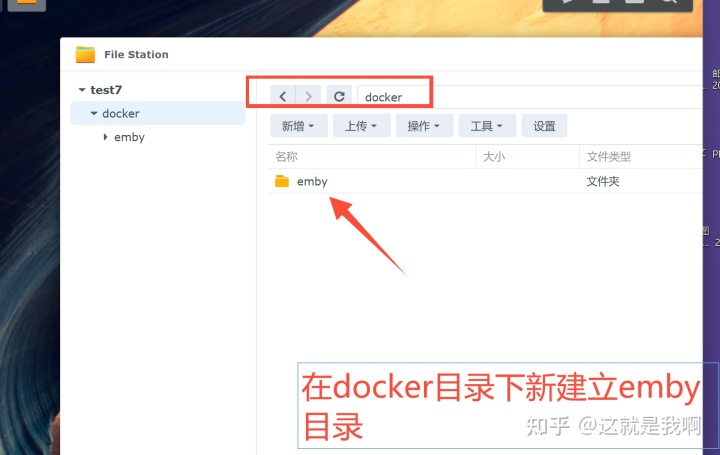 File Station
test7
docker
emby
docker
新增 上传 操作 工具 设置
名称 大小 文件类型
emby 文件夹
在docker目录下新建立emby
目录
知乎 @这就是我啊